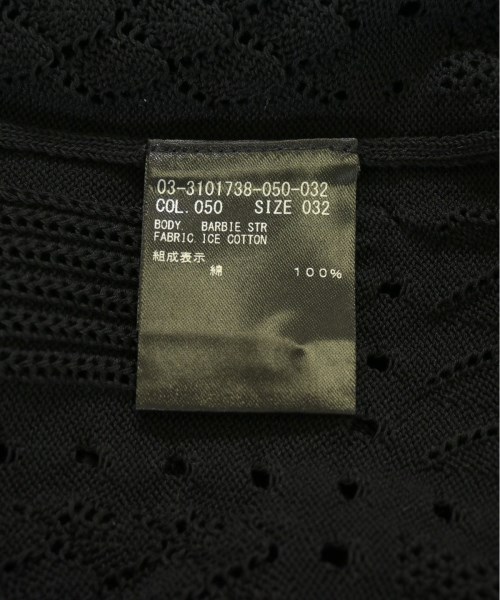 03-3101738-050-032
COL. 050 SIZE 032
BODY BARBIE STR
FABRIC. ICE COTTON
組成表示
綿 100%